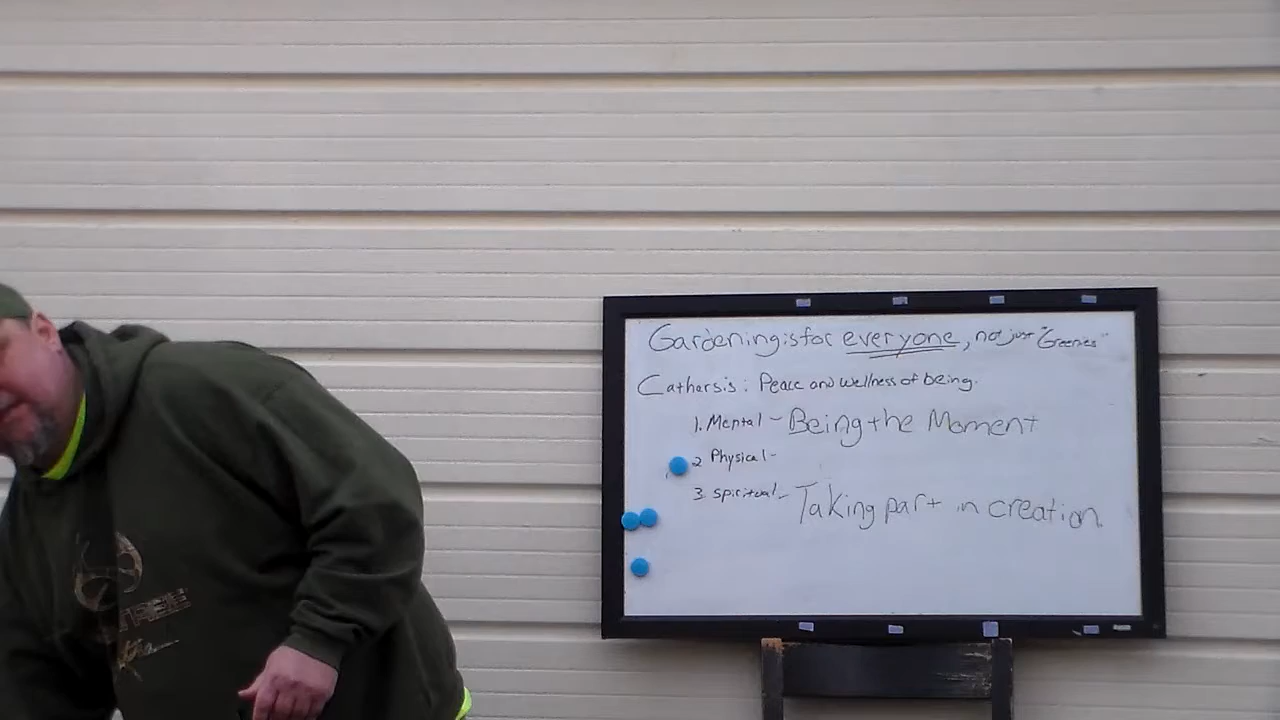 Gardening is for everyone, not just "Greenies"
Catharsis: Peace and wellness of being.
1. Mental - Being the Moment
2 Physical -
3. Spiritual - Taking part in creation.